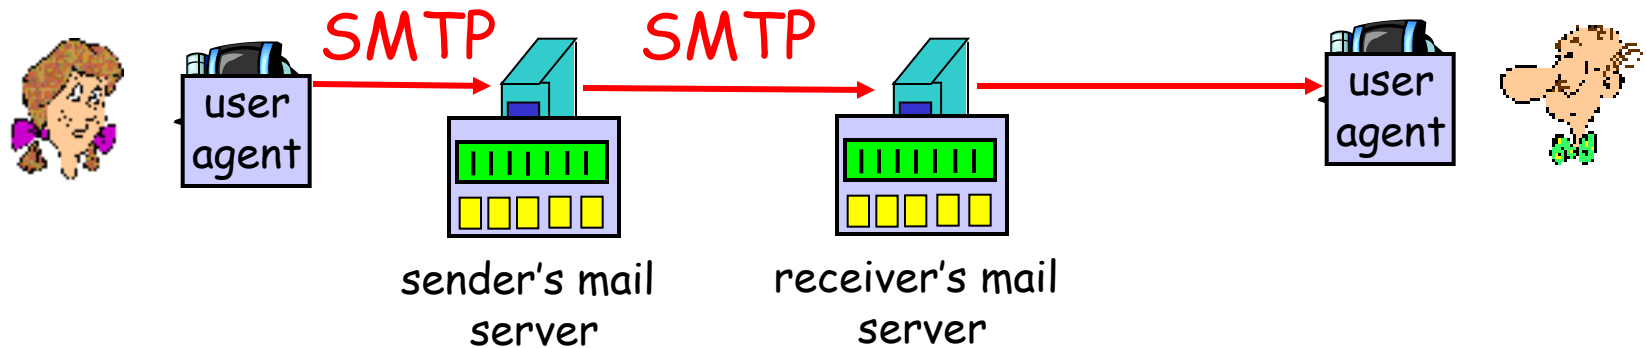 SMTP
SMTP
user
agent
user
agent
sender's mail
server
receiver's mail
server